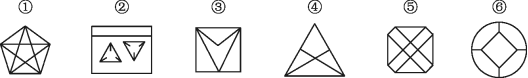 ① ② ③ ④ ⑤ ⑥